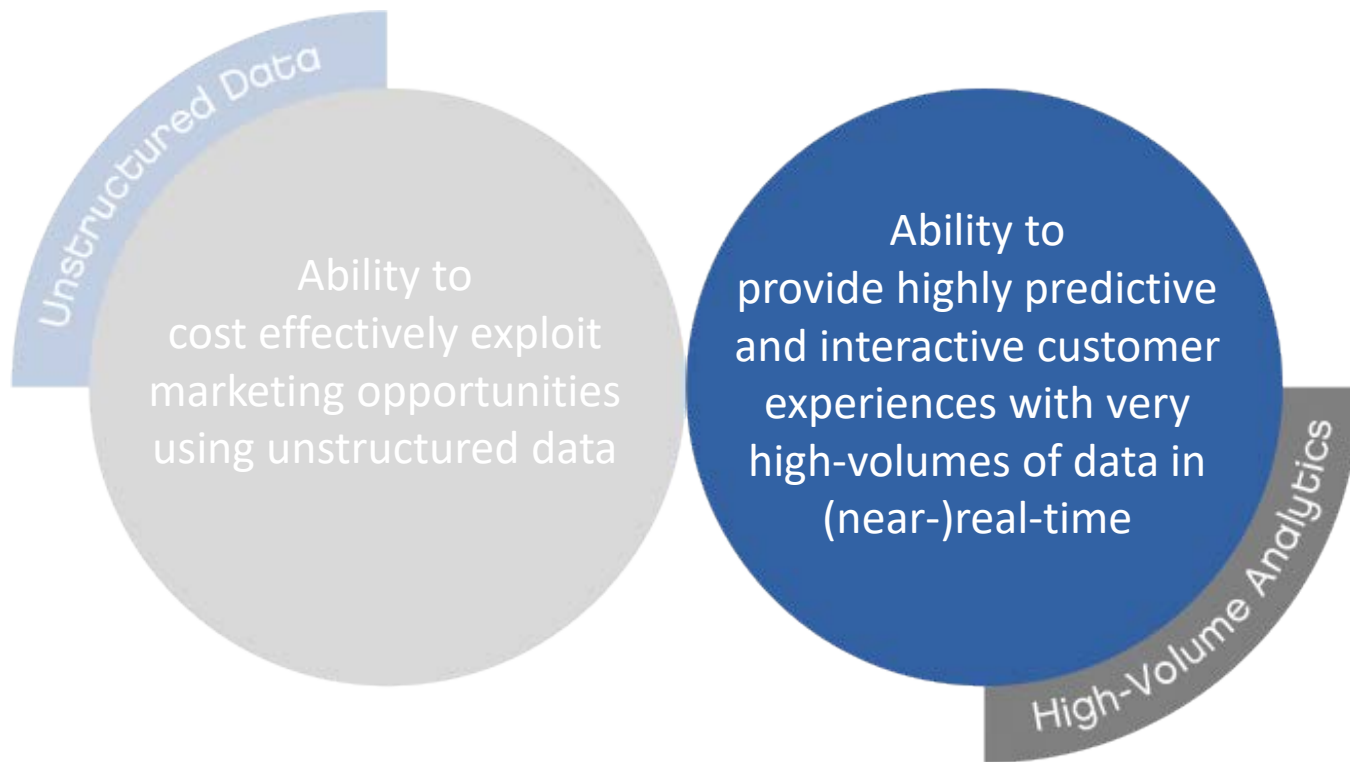 Unstructured Data
Ability to
cost effectively exploit
marketing opportunities
using unstructured data
Ability to
provide highly predictive
and interactive customer
experiences with very
high-volumes of data in
(near-)real-time
High-Volume Analytics